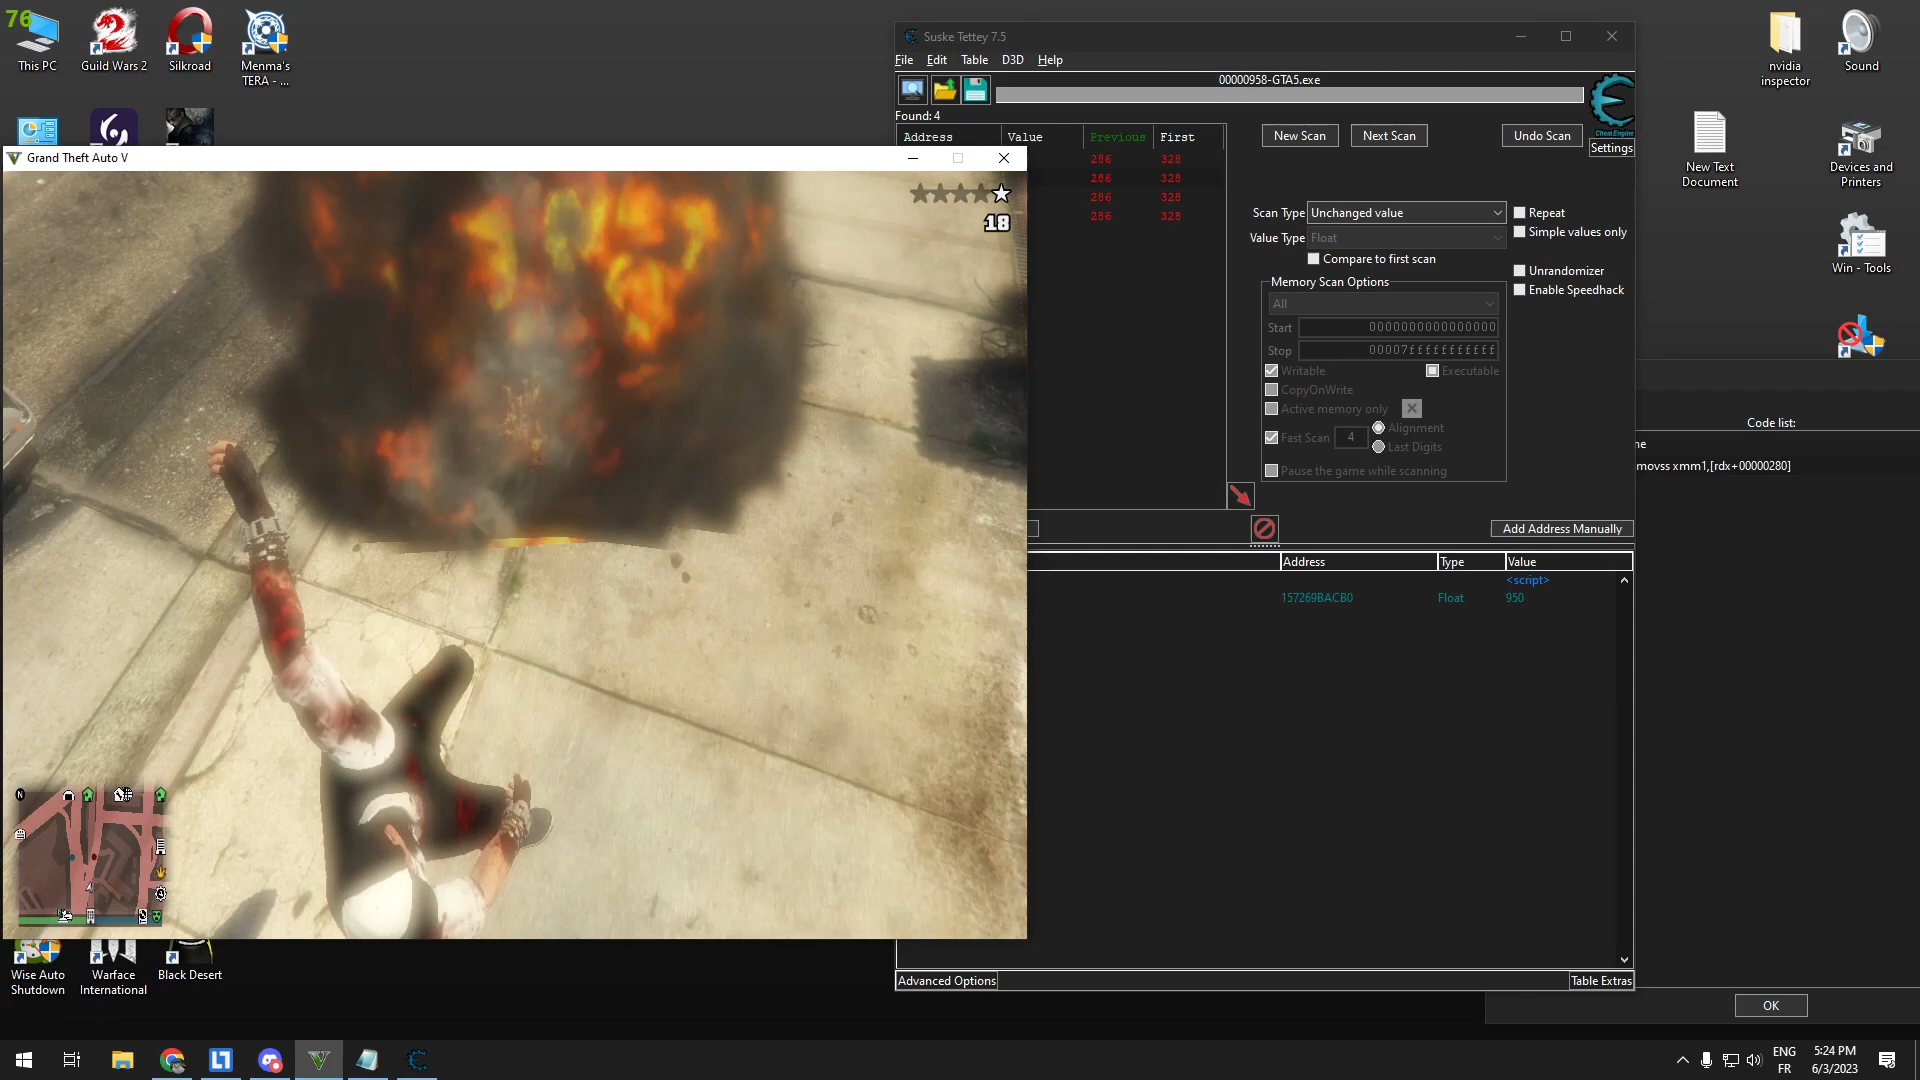 76
This PC
Guild Wars 2
Silkroad
Menma's
TERA - ...
Suske Tettey 7.5
File Edit Table D3D Help
00000958-GTA5.exe
Found: 4
Address Value Previous First
286 328
286 328
286 328
286 328
New Scan Next Scan Undo Scan
Cheat Engine
Settings
Scan Type Unchanged value
Value Type Float
Compare to first scan
Repeat
Simple values only
Unrandomizer
Enable Speedhack
Memory Scan Options
All
Start 0000000000000000
Stop 00007fffffffffff
Writable Executable
CopyOnWrite
Active memory only
Fast Scan 4 Alignment
Last Digits
Pause the game while scanning
Add Address Manually
Address Type Value
<script>
157269BACB0 Float 950
Advanced Options Table Extras
Grand Theft Auto V
18
N
nvidia
inspector
Sound
New Text
Document
Devices and
Printers
Win - Tools
Code list:
me
movss xmm1,[rdx+00000280]
OK
Wise Auto
Shutdown
Warface
International
Black Desert
ENG
FR
5:24 PM
6/3/2023